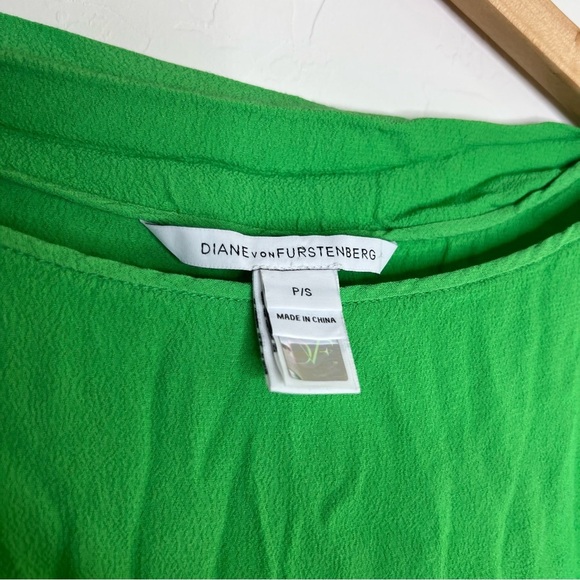 DIANE VON FURSTENBERG
P/S
MADE IN CHINA